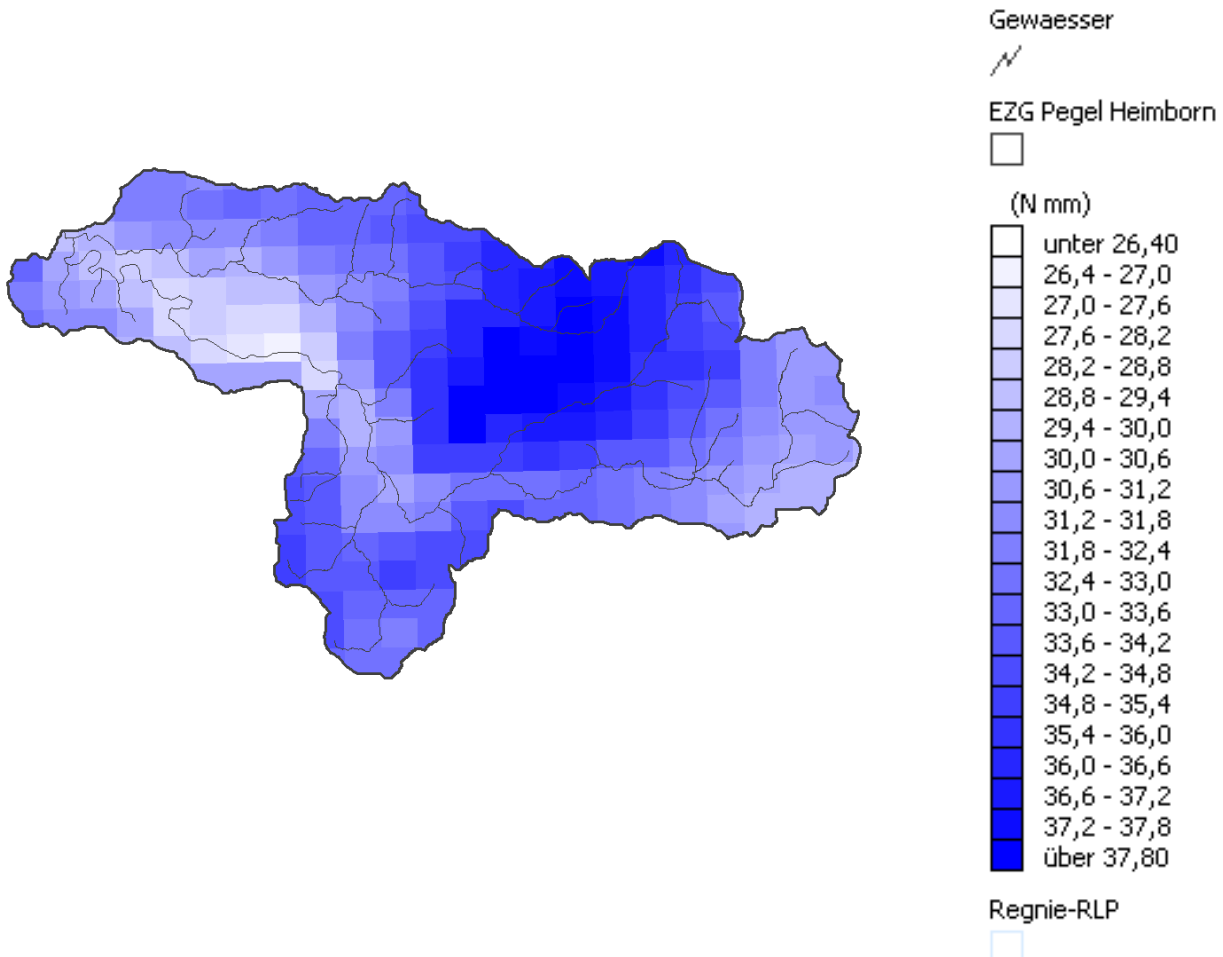 Gewaesser
EZG Pegel Heimborn
(N mm)
unter 26,40
26,4 - 27,0
27,0 - 27,6
27,6 - 28,2
28,2 - 28,8
28,8 - 29,4
29,4 - 30,0
30,0 - 30,6
30,6 - 31,2
31,2 - 31,8
31,8 - 32,4
32,4 - 33,0
33,0 - 33,6
33,6 - 34,2
34,2 - 34,8
34,8 - 35,4
35,4 - 36,0
36,0 - 36,6
36,6 - 37,2
37,2 - 37,8
über 37,80
Regnie-RLP